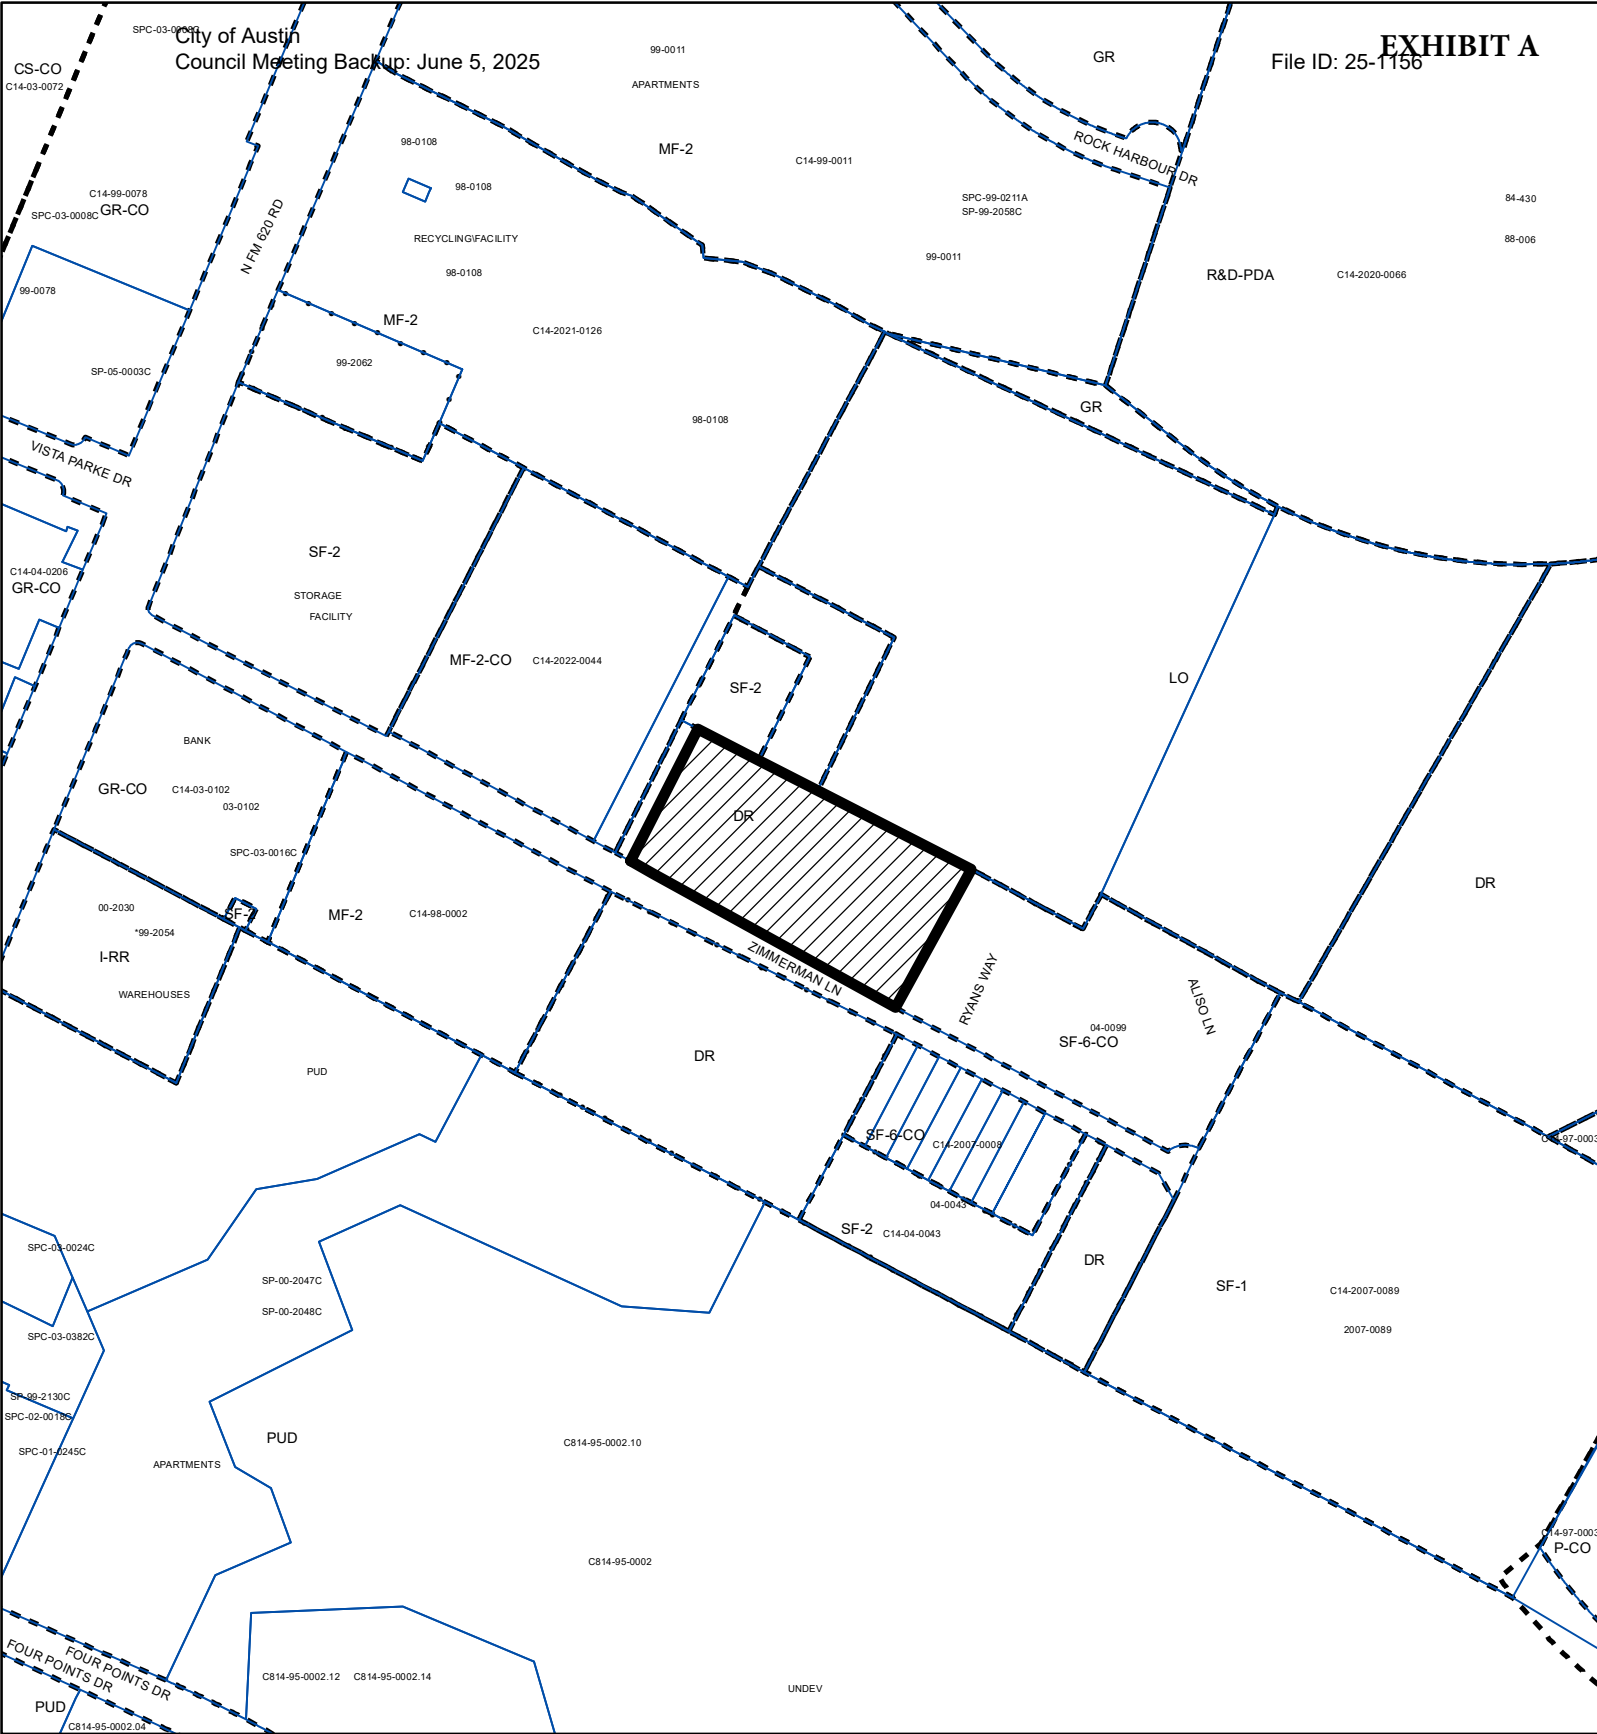 SPC-03-0008C
City of Austin
Council Meeting Backup: June 5, 2025
EXHIBIT A
File ID: 25-1156
CS-CO
C14-03-0072
99-0011
APARTMENTS
MF-2
C14-99-0011
GR
ROCK HARBOUR DR
98-0108
98-0108
RECYCLING\FACILITY
98-0108
C14-99-0078
SPC-03-0008C
GR-CO
N FM 620 RD
SPC-99-0211A
SP-99-2058C
99-0011
84-430
88-006
R&D-PDA
C14-2020-0066
99-0078
MF-2
C14-2021-0126
99-2062
SP-05-0003C
98-0108
GR
VISTA PARKE DR
SF-2
STORAGE
FACILITY
C14-04-0206
GR-CO
MF-2-CO
C14-2022-0044
SF-2
LO
BANK
GR-CO
C14-03-0102
03-0102
SPC-03-0016C
DR
DR
00-2030
*99-2054
SF-2
I-RR
WAREHOUSES
MF-2
C14-98-0002
ZIMMERMAN LN
RYANS WAY
ALISO LN
04-0099
SF-6-CO
DR
PUD
SF-6-CO
C14-2007-0008
C14-97-0003
04-0043
SF-2
C14-04-0043
DR
SF-1
C14-2007-0089
2007-0089
SPC-03-0024C
SP-00-2047C
SP-00-2048C
SPC-03-0382C
SP-99-2130C
SPC-02-0018C
SPC-01-0245C
PUD
APARTMENTS
C814-95-0002.10
C814-95-0002
C14-97-0003
P-CO
FOUR POINTS DR
FOUR POINTS DR
C814-95-0002.12
C814-95-0002.14
UNDEV
PUD
C814-95-0002.04